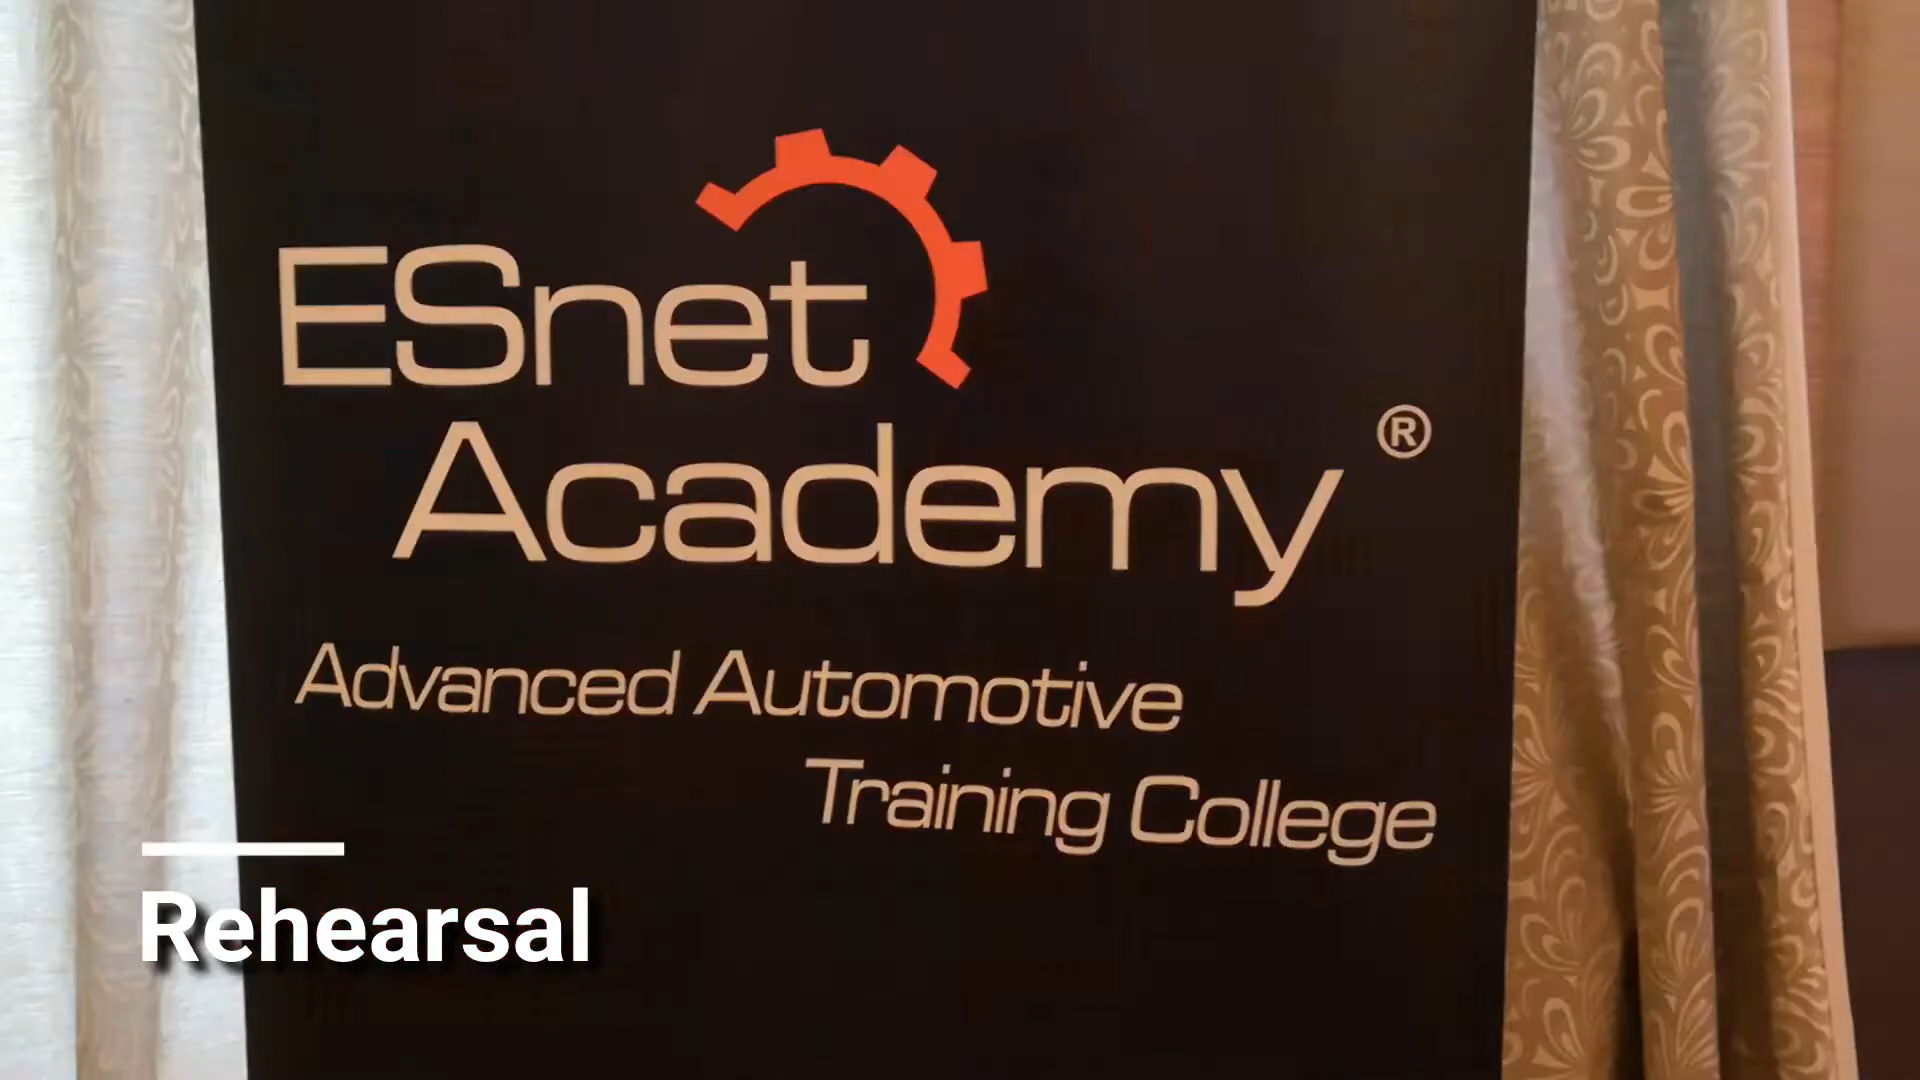 ESnet
Academy ®
Advanced Automotive
Training College
Rehearsal